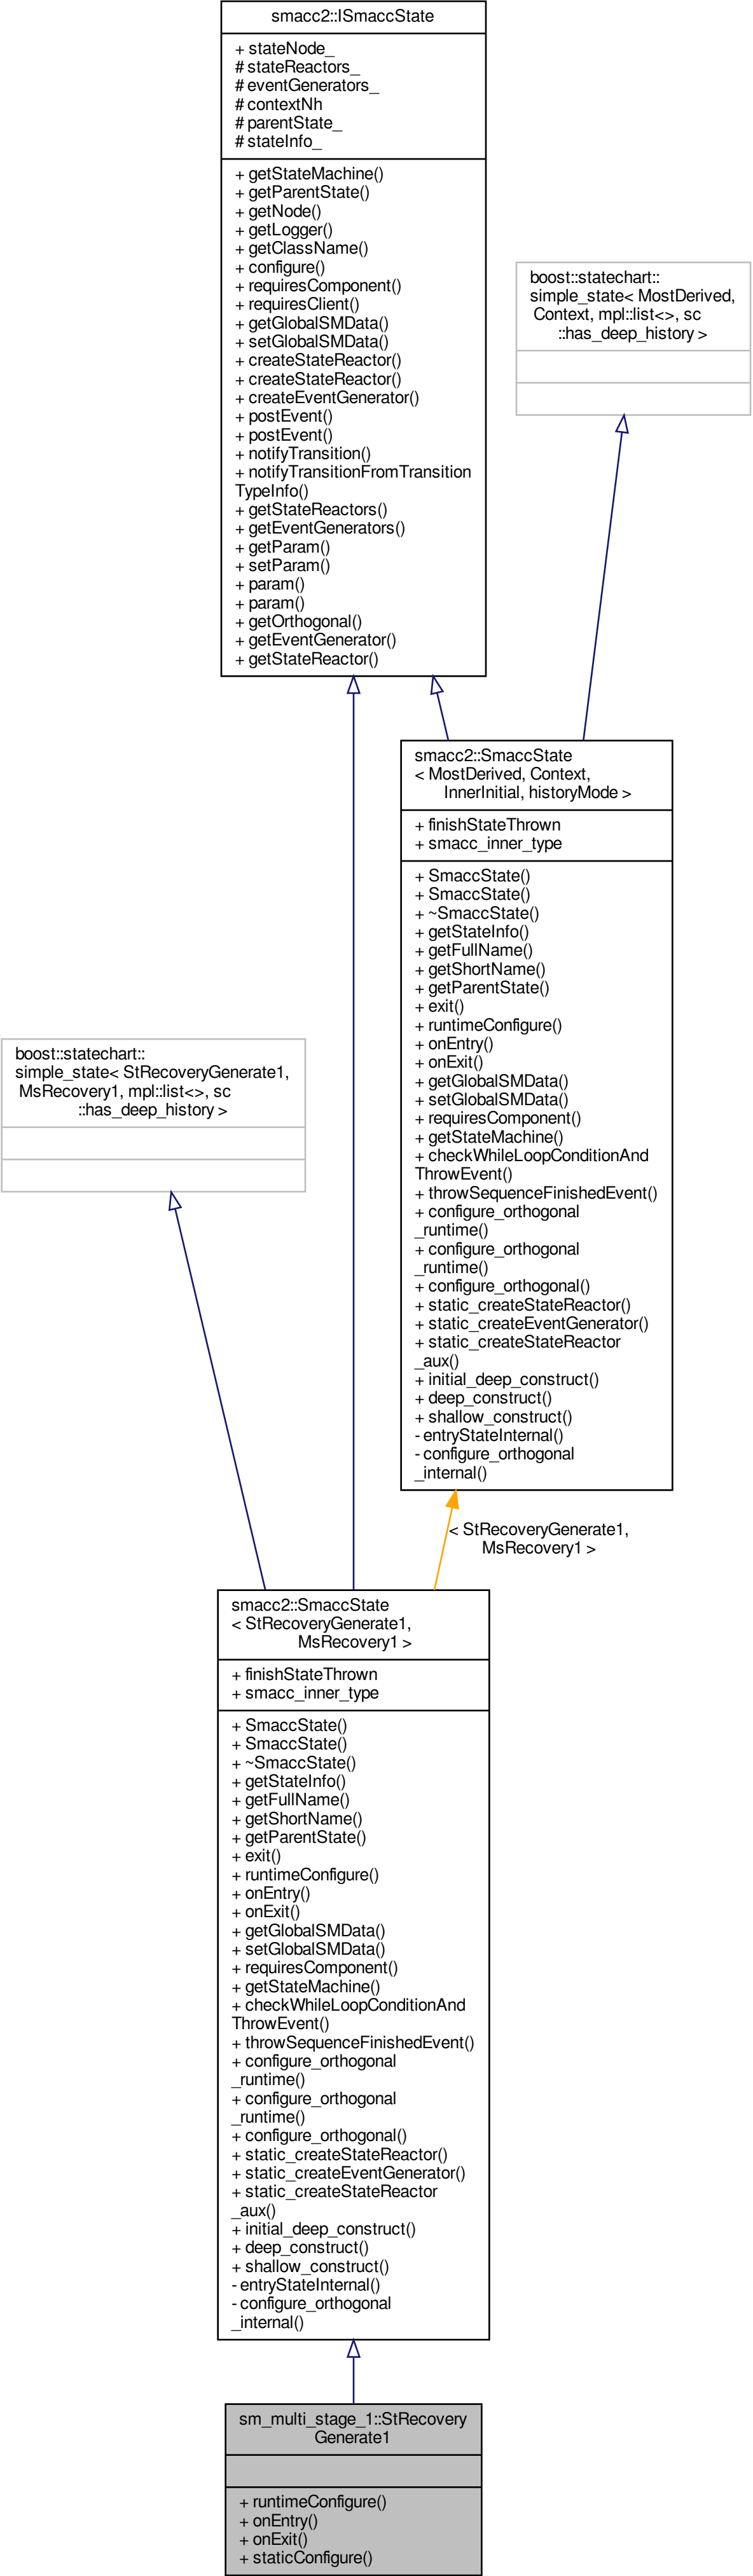 smacc2::ISmaccState
+ stateNode_
# stateReactors_
# eventGenerators_
# contextNh
# parentState_
# stateInfo_
+ getStateMachine()
+ getParentState()
+ getNode()
+ getLogger()
+ getClassName()
+ configure()
+ requiresComponent()
+ requiresClient()
+ getGlobalSMData()
+ setGlobalSMData()
+ createStateReactor()
+ createStateReactor()
+ createEventGenerator()
+ postEvent()
+ postEvent()
+ notifyTransition()
+ notifyTransitionFromTransition
TypeInfo()
+ getStateReactors()
+ getEventGenerators()
+ getParam()
+ setParam()
+ param()
+ param()
+ getOrthogonal()
+ getEventGenerator()
+ getStateReactor()
boost::statechart::
simple_state< MostDerived,
Context, mpl::list<>, sc
::has_deep_history >
smacc2::SmaccState
< MostDerived, Context,
InnerInitial, historyMode >
+ finishStateThrown
+ smacc_inner_type
+ SmaccState()
+ SmaccState()
+ ~SmaccState()
+ getStateInfo()
+ getFullName()
+ getShortName()
+ getParentState()
+ exit()
+ runtimeConfigure()
+ onEntry()
+ onExit()
+ getGlobalSMData()
+ setGlobalSMData()
+ requiresComponent()
+ getStateMachine()
+ checkWhileLoopConditionAnd
ThrowEvent()
+ throwSequenceFinishedEvent()
+ configure_orthogonal
_runtime()
+ configure_orthogonal
_runtime()
+ configure_orthogonal()
+ static_createStateReactor()
+ static_createEventGenerator()
+ static_createStateReactor
_aux()
+ initial_deep_construct()
+ deep_construct()
+ shallow_construct()
- entryStateInternal()
- configure_orthogonal
_internal()
boost::statechart::
simple_state< StRecoveryGenerate1,
MsRecovery1, mpl::list<>, sc
::has_deep_history >
< StRecoveryGenerate1,
MsRecovery1 >
smacc2::SmaccState
< StRecoveryGenerate1,
MsRecovery1 >
+ finishStateThrown
+ smacc_inner_type
+ SmaccState()
+ SmaccState()
+ ~SmaccState()
+ getStateInfo()
+ getFullName()
+ getShortName()
+ getParentState()
+ exit()
+ runtimeConfigure()
+ onEntry()
+ onExit()
+ getGlobalSMData()
+ setGlobalSMData()
+ requiresComponent()
+ getStateMachine()
+ checkWhileLoopConditionAnd
ThrowEvent()
+ throwSequenceFinishedEvent()
+ configure_orthogonal
_runtime()
+ configure_orthogonal
_runtime()
+ configure_orthogonal()
+ static_createStateReactor()
+ static_createEventGenerator()
+ static_createStateReactor
_aux()
+ initial_deep_construct()
+ deep_construct()
+ shallow_construct()
- entryStateInternal()
- configure_orthogonal
_internal()
sm_multi_stage_1::StRecovery
Generate1
+ runtimeConfigure()
+ onEntry()
+ onExit()
+ staticConfigure()